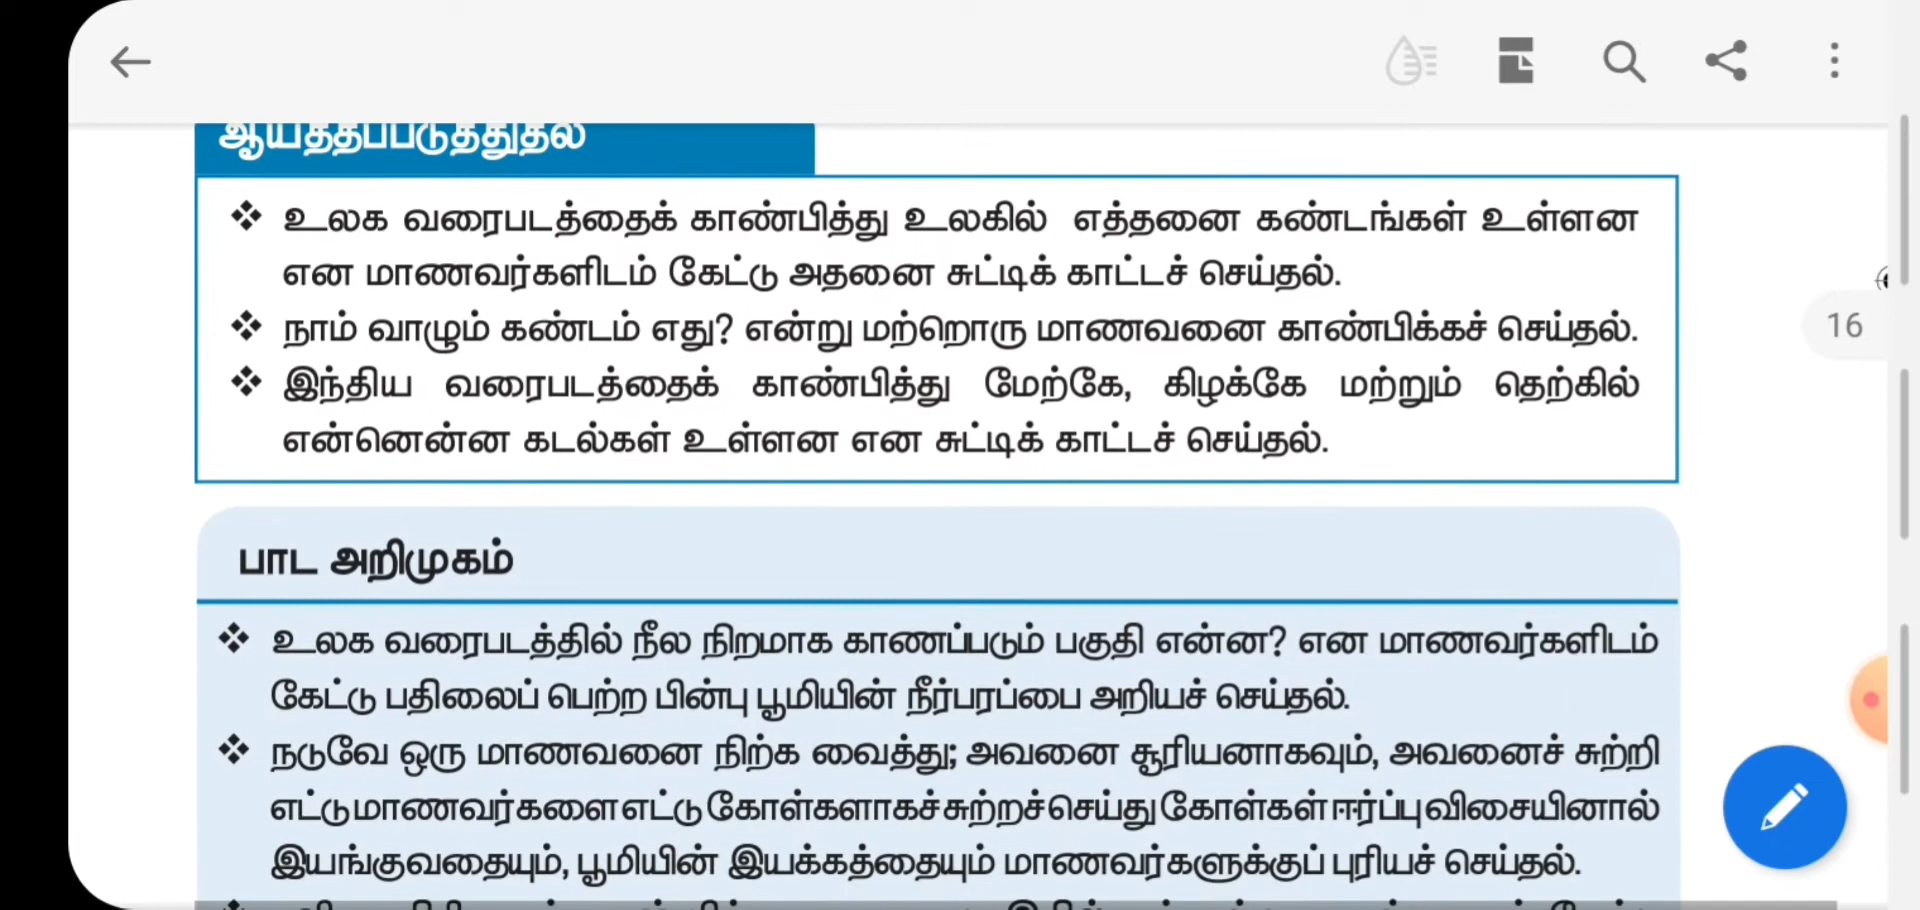 ஆயத்தப்படுத்துதல்
❖ உலக வரைபடத்தைக் காண்பித்து உலகில் எத்தனை கண்டங்கள் உள்ளன
என மாணவர்களிடம் கேட்டு அதனை சுட்டிக் காட்டச் செய்தல்.
❖ நாம் வாழும் கண்டம் எது? என்று மற்றொரு மாணவனை காண்பிக்கச் செய்தல்.
16
❖ இந்திய வரைபடத்தைக் காண்பித்து மேற்கே, கிழக்கே மற்றும் தெற்கில்
என்னென்ன கடல்கள் உள்ளன என சுட்டிக் காட்டச் செய்தல்.
பாட அறிமுகம்
❖ உலக வரைபடத்தில் நீல நிறமாக காணப்படும் பகுதி என்ன? என மாணவர்களிடம்
கேட்டு பதிலைப் பெற்ற பின்பு பூமியின் நீர்பரப்பை அறியச் செய்தல்.
❖ நடுவே ஒரு மாணவனை நிற்க வைத்து; அவனை சூரியனாகவும், அவனைச் சுற்றி
எட்டு மாணவர்களை எட்டு கோள்களாகச் சுற்றச் செய்து கோள்கள் ஈர்ப்பு விசையினால்
இயங்குவதையும், பூமியின் இயக்கத்தையும் மாணவர்களுக்குப் புரியச் செய்தல்.